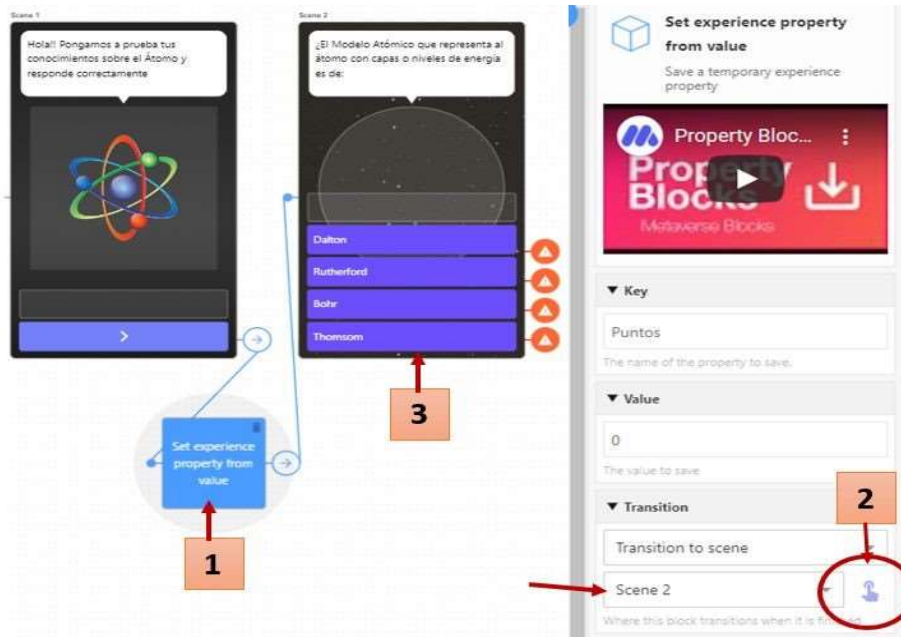 Scene 1
Hola!! Pongamos a prueba tus
conocimientos sobre el Átomo y
responde correctamente
Scene 2
¿El Modelo Atómico que representa al
átomo con capas o niveles de energía
es de:
Dalton
Rutherford
Bohr
Thomsom
3
Set experience
property from
value
1
Set experience property
from value
Save a temporary experience
property
Property Bloc...
Property
Blocks
Metaverse Blocks
Key
Puntos
The name of the property to save.
Value
0
The value to save
2
Transition
Transition to scene
Scene 2
Where this block transitions when it is finished